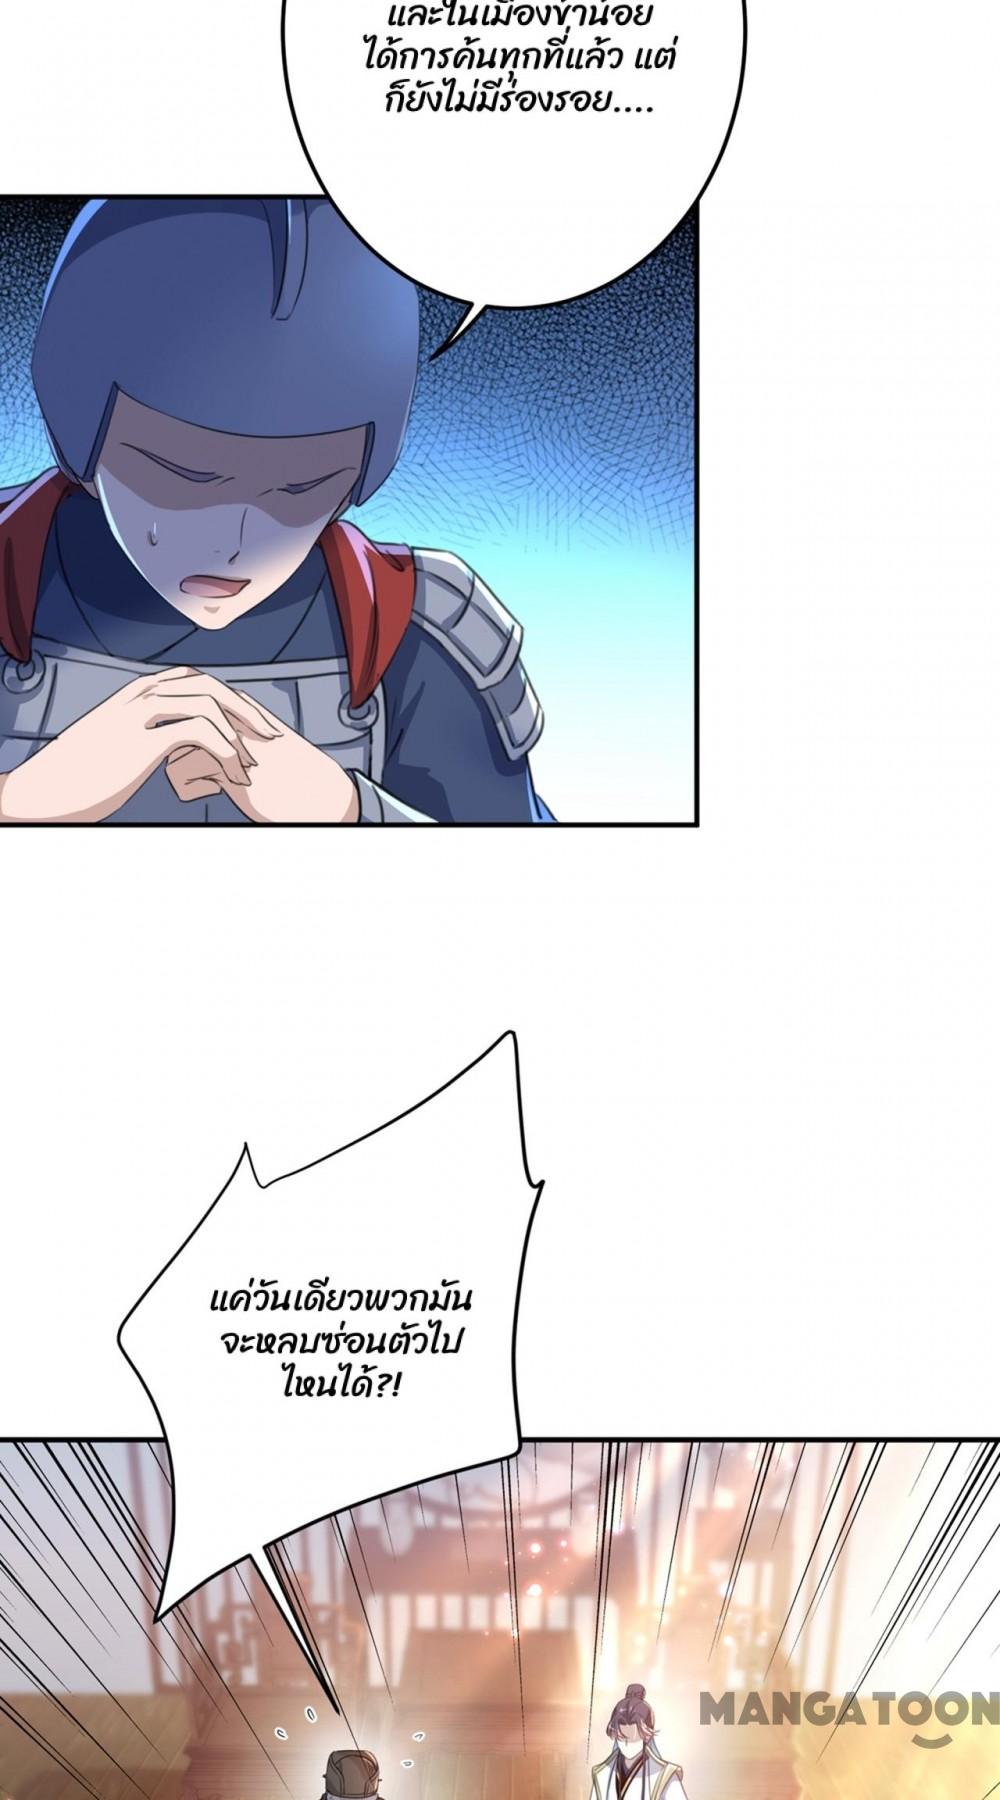 และในเมืองข้าน้อย
ได้การค้นทุกที่แล้ว แต่
ก็ยังไม่มีร่องรอย....
แค่วันเดียวพวกมัน
จะหลบซ่อนตัวไป
ไหนได้?!
MANGATOON